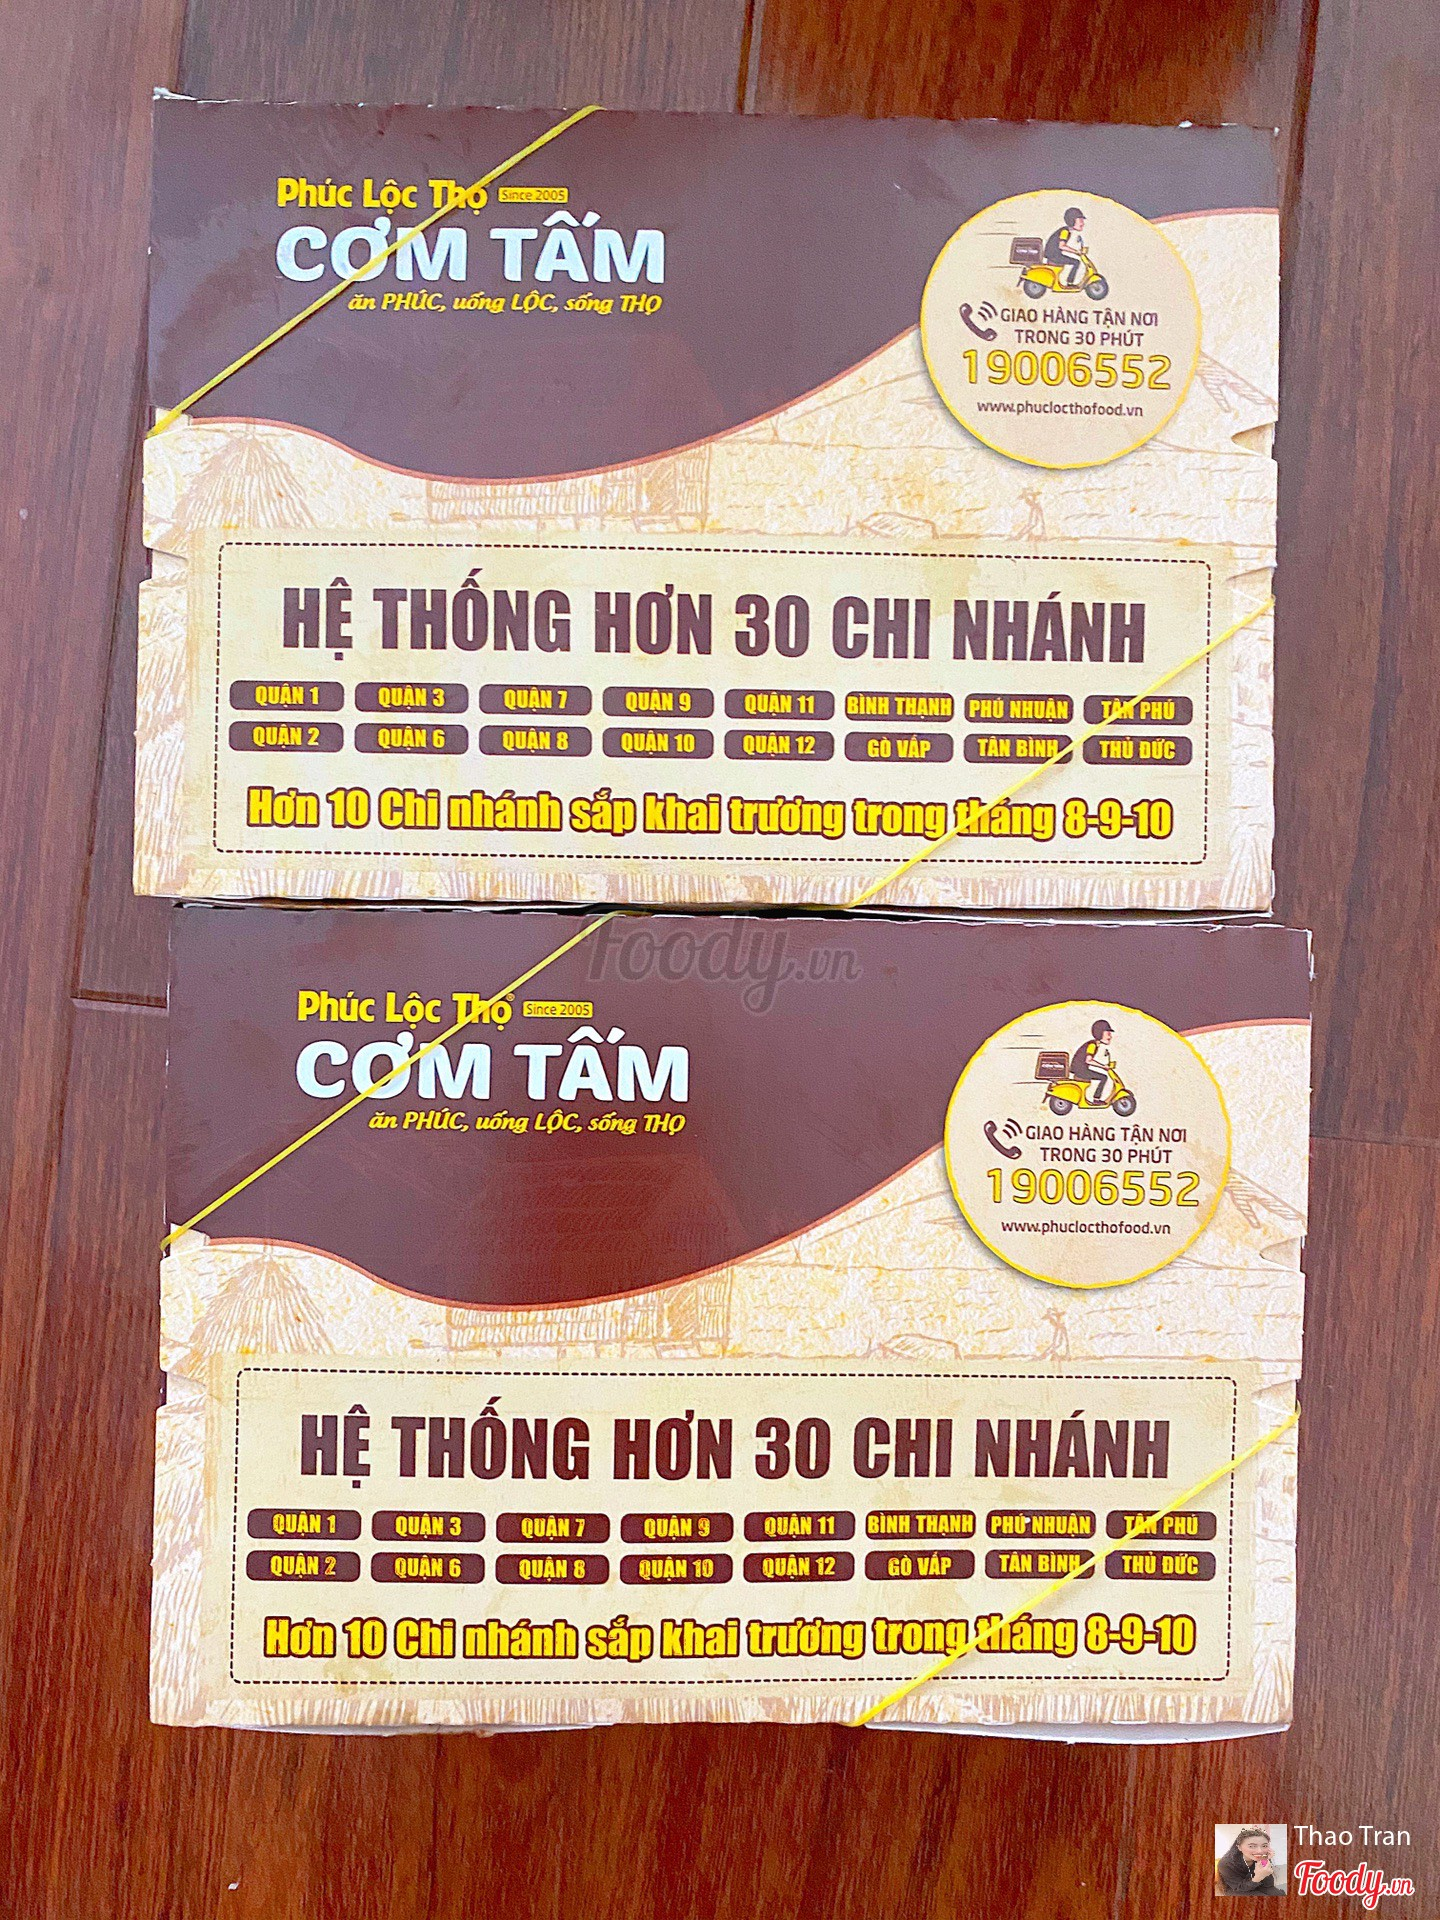 Phúc Lộc Thọ Since 2005
CƠM TẤM
ăn PHÚC, uống LỘC, sống THỌ
GIAO HÀNG TẬN NƠI
TRONG 30 PHÚT
19006552
www.phuclocthofood.vn
HỆ THỐNG HƠN 30 CHI NHÁNH
QUẬN 1 QUẬN 3 QUẬN 7 QUẬN 9 QUẬN 11 BÌNH THẠNH PHÚ NHUẬN TÂN PHÚ
QUẬN 2 QUẬN 6 QUẬN 8 QUẬN 10 QUẬN 12 GÒ VẤP TÂN BÌNH THỦ ĐỨC
Hơn 10 Chi nhánh sắp khai trương trong tháng 8-9-10
Foody.vn
Phúc Lộc Thọ® Since 2005
CƠM TẤM
ăn PHÚC, uống LỘC, sống THỌ
GIAO HÀNG TẬN NƠI
TRONG 30 PHÚT
19006552
www.phuclocthofood.vn
HỆ THỐNG HƠN 30 CHI NHÁNH
QUẬN 1 QUẬN 3 QUẬN 7 QUẬN 9 QUẬN 11 BÌNH THẠNH PHÚ NHUẬN TÂN PHÚ
QUẬN 2 QUẬN 6 QUẬN 8 QUẬN 10 QUẬN 12 GÒ VẤP TÂN BÌNH THỦ ĐỨC
Hơn 10 Chi nhánh sắp khai trương trong tháng 8-9-10
Thao Tran
Foody.vn